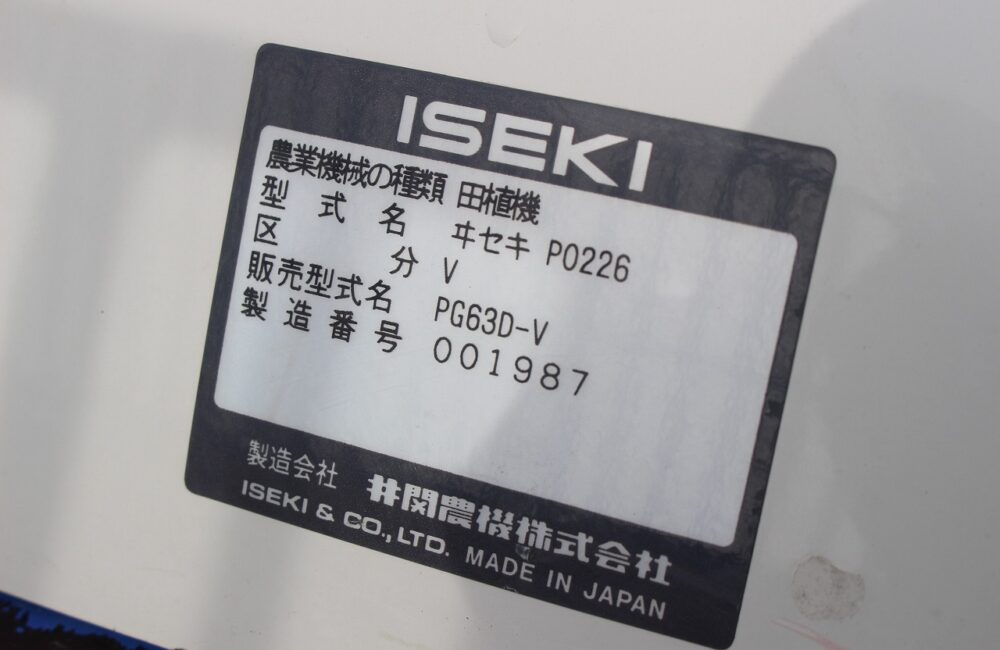 ISEKI
農業機械の種類 田植機
型式名 ヰセキ PO226
区分 V
販売型式名 PG63D-V
製造番号 001987
製造会社 井関農機株式会社
ISEKI & CO., LTD. MADE IN JAPAN